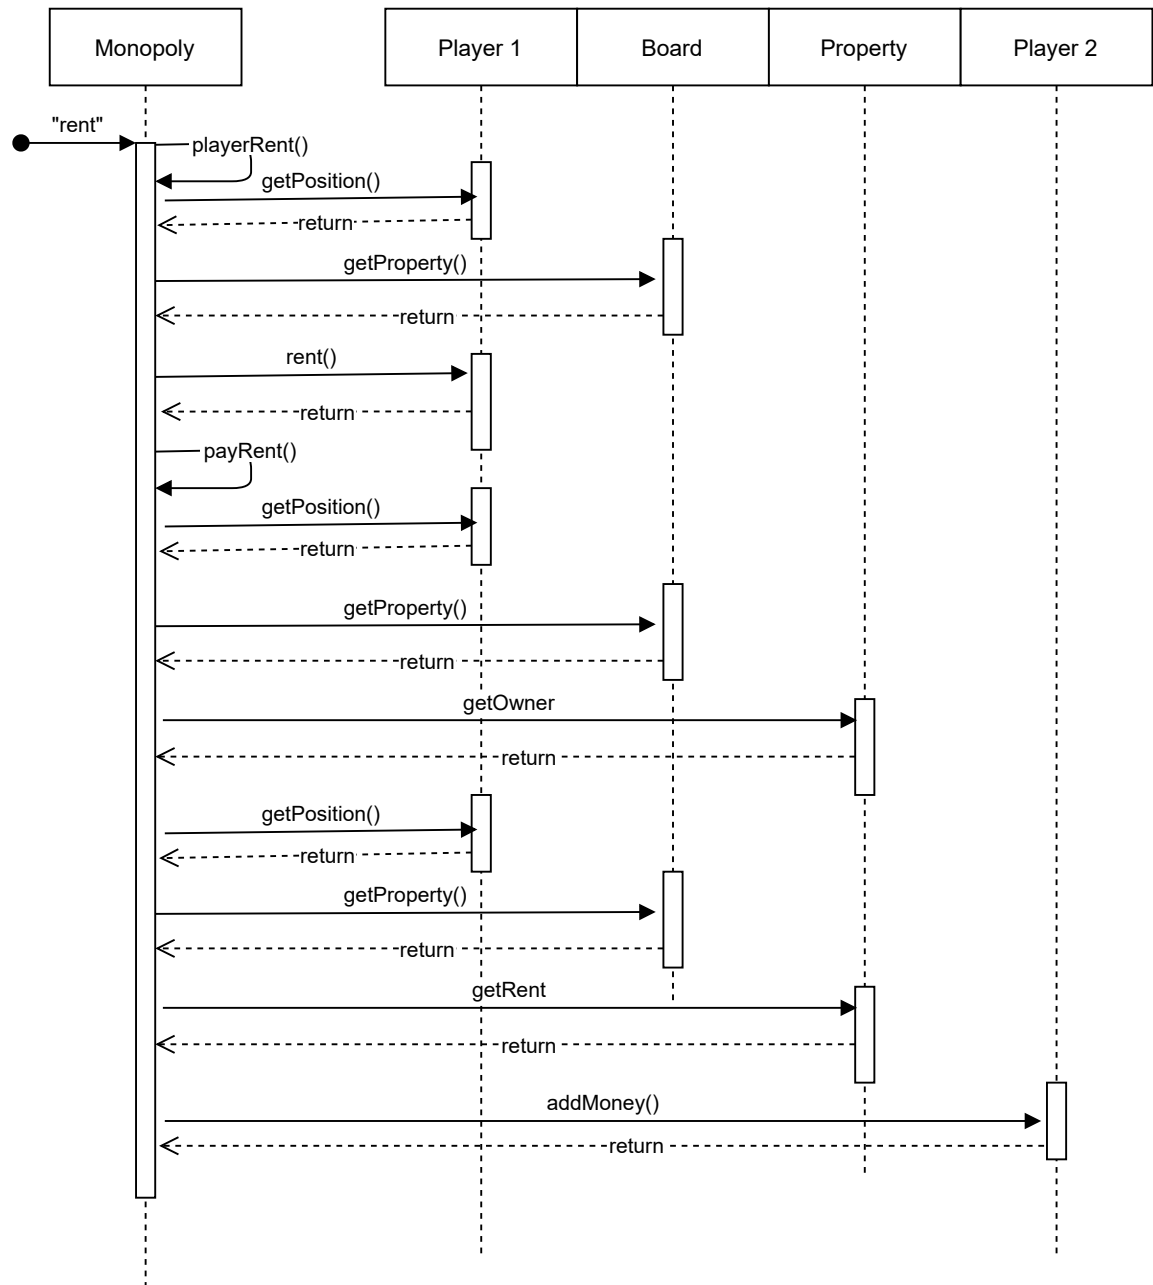 Monopoly
Player 1
Board
Property
Player 2
"rent"
playerRent()
getPosition()
return
getProperty()
return
rent()
return
payRent()
getPosition()
return
getProperty()
return
getOwner
return
getPosition()
return
getProperty()
return
getRent
return
addMoney()
return